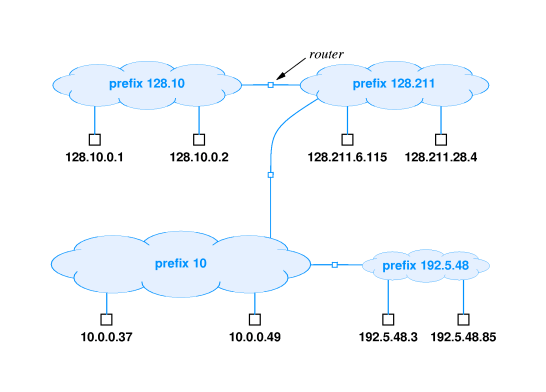 router
prefix 128.10
prefix 128.211
128.10.0.1
128.10.0.2
128.211.6.115
128.211.28.4
prefix 10
prefix 192.5.48
10.0.0.37
10.0.0.49
192.5.48.3
192.5.48.85